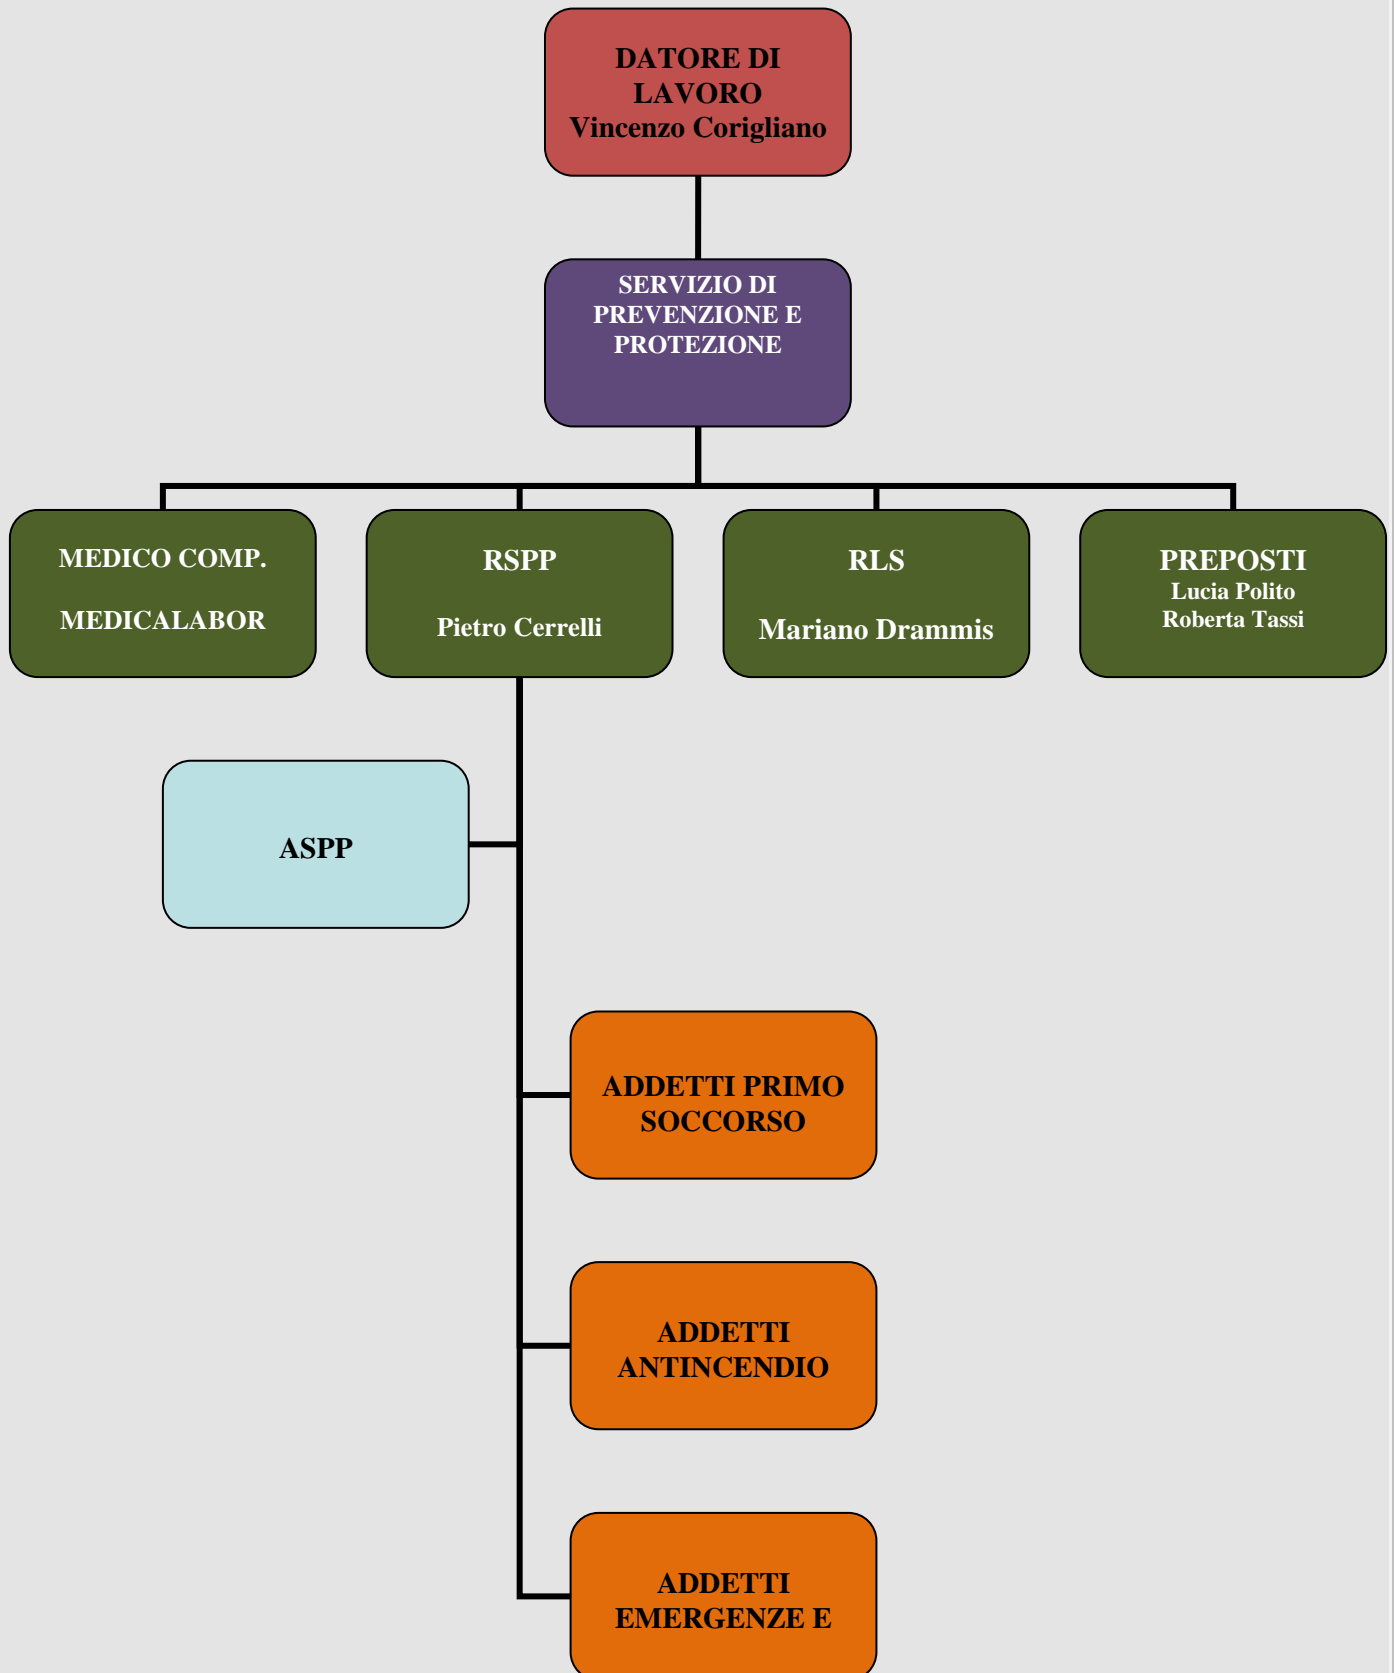 DATORE DI
LAVORO
Vincenzo Corigliano
SERVIZIO DI
PREVENZIONE E
PROTEZIONE
MEDICO COMP.
MEDICALABOR
RSPP
Pietro Cerrelli
RLS
Mariano Drammis
PREPOSTI
Lucia Polito
Roberta Tassi
ASPP
ADDETTI PRIMO
SOCCORSO
ADDETTI
ANTINCENDIO
ADDETTI
EMERGENZE E